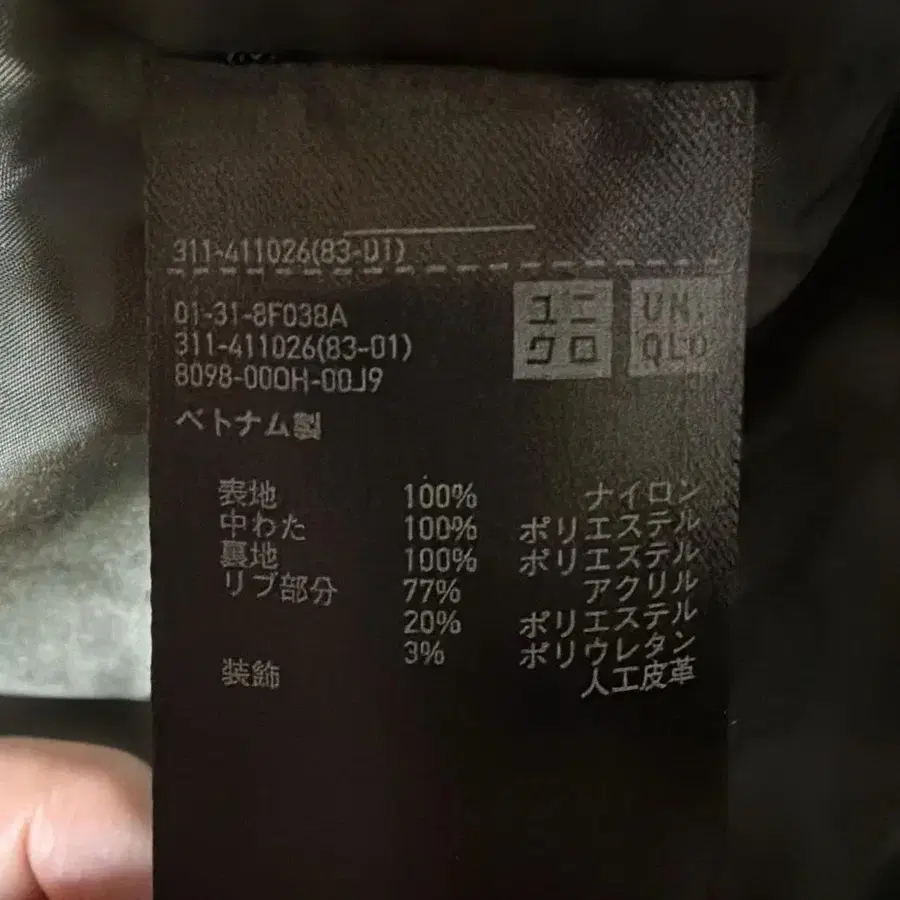 311-411026(83-01)
01-31-8F038A
311-411026(83-01)
8098-000H-00J9
ユニクロ
UNIQLO
ベトナム製
表地 100% ナイロン
中わた 100% ポリエステル
裏地 100% ポリエステル
リブ部分 77% アクリル
20% ポリエステル
3% ポリウレタン
装飾 人工皮革